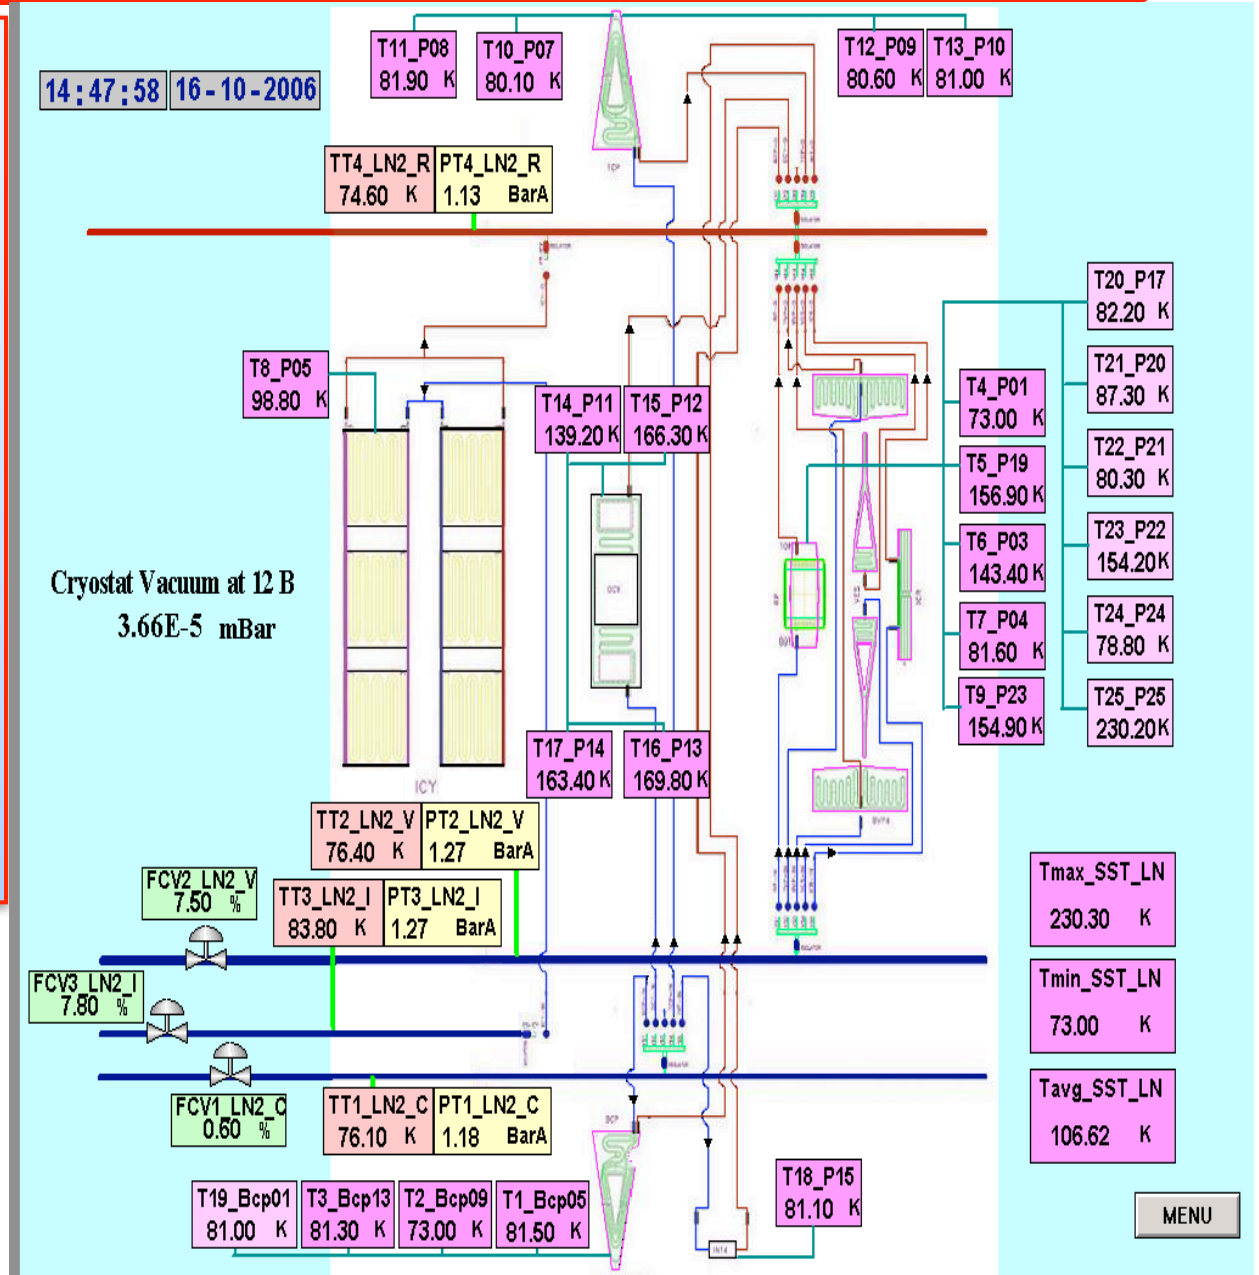 T11_P08
81.90 K
T10_P07
80.10 K
T12_P09
80.60 K
T13_P10
81.00 K
14:47:58 16-10-2006
TCP
TT4_LN2_R
74.60 K
PT4_LN2_R
1.13 BarA
T20_P17
82.20 K
T8_P05
98.80 K
T21_P20
87.30 K
T14_P11
139.20 K
T15_P12
166.30 K
T4_P01
73.00 K
T22_P21
80.30 K
T5_P19
156.90 K
T23_P22
154.20 K
T6_P03
143.40 K
Cryostat Vacuum at 12 B
3.66E-5 mBar
T24_P24
78.80 K
T7_P04
81.60 K
T9_P23
154.90 K
T25_P25
230.20 K
T17_P14
163.40 K
T16_P13
169.80 K
ICY
TT2_LN2_V
76.40 K
PT2_LN2_V
1.27 BarA
FCV2_LN2_V
7.50 %
TT3_LN2_I
83.80 K
PT3_LN2_I
1.27 BarA
Tmax_SST_LN
230.30 K
FCV3_LN2_I
7.80 %
Tmin_SST_LN
73.00 K
FCV1_LN2_C
0.60 %
TT1_LN2_C
76.10 K
PT1_LN2_C
1.18 BarA
Tavg_SST_LN
106.62 K
T19_Bcp01
81.00 K
T3_Bcp13
81.30 K
T2_Bcp09
73.00 K
T1_Bcp05
81.50 K
T18_P15
81.10 K
MENU